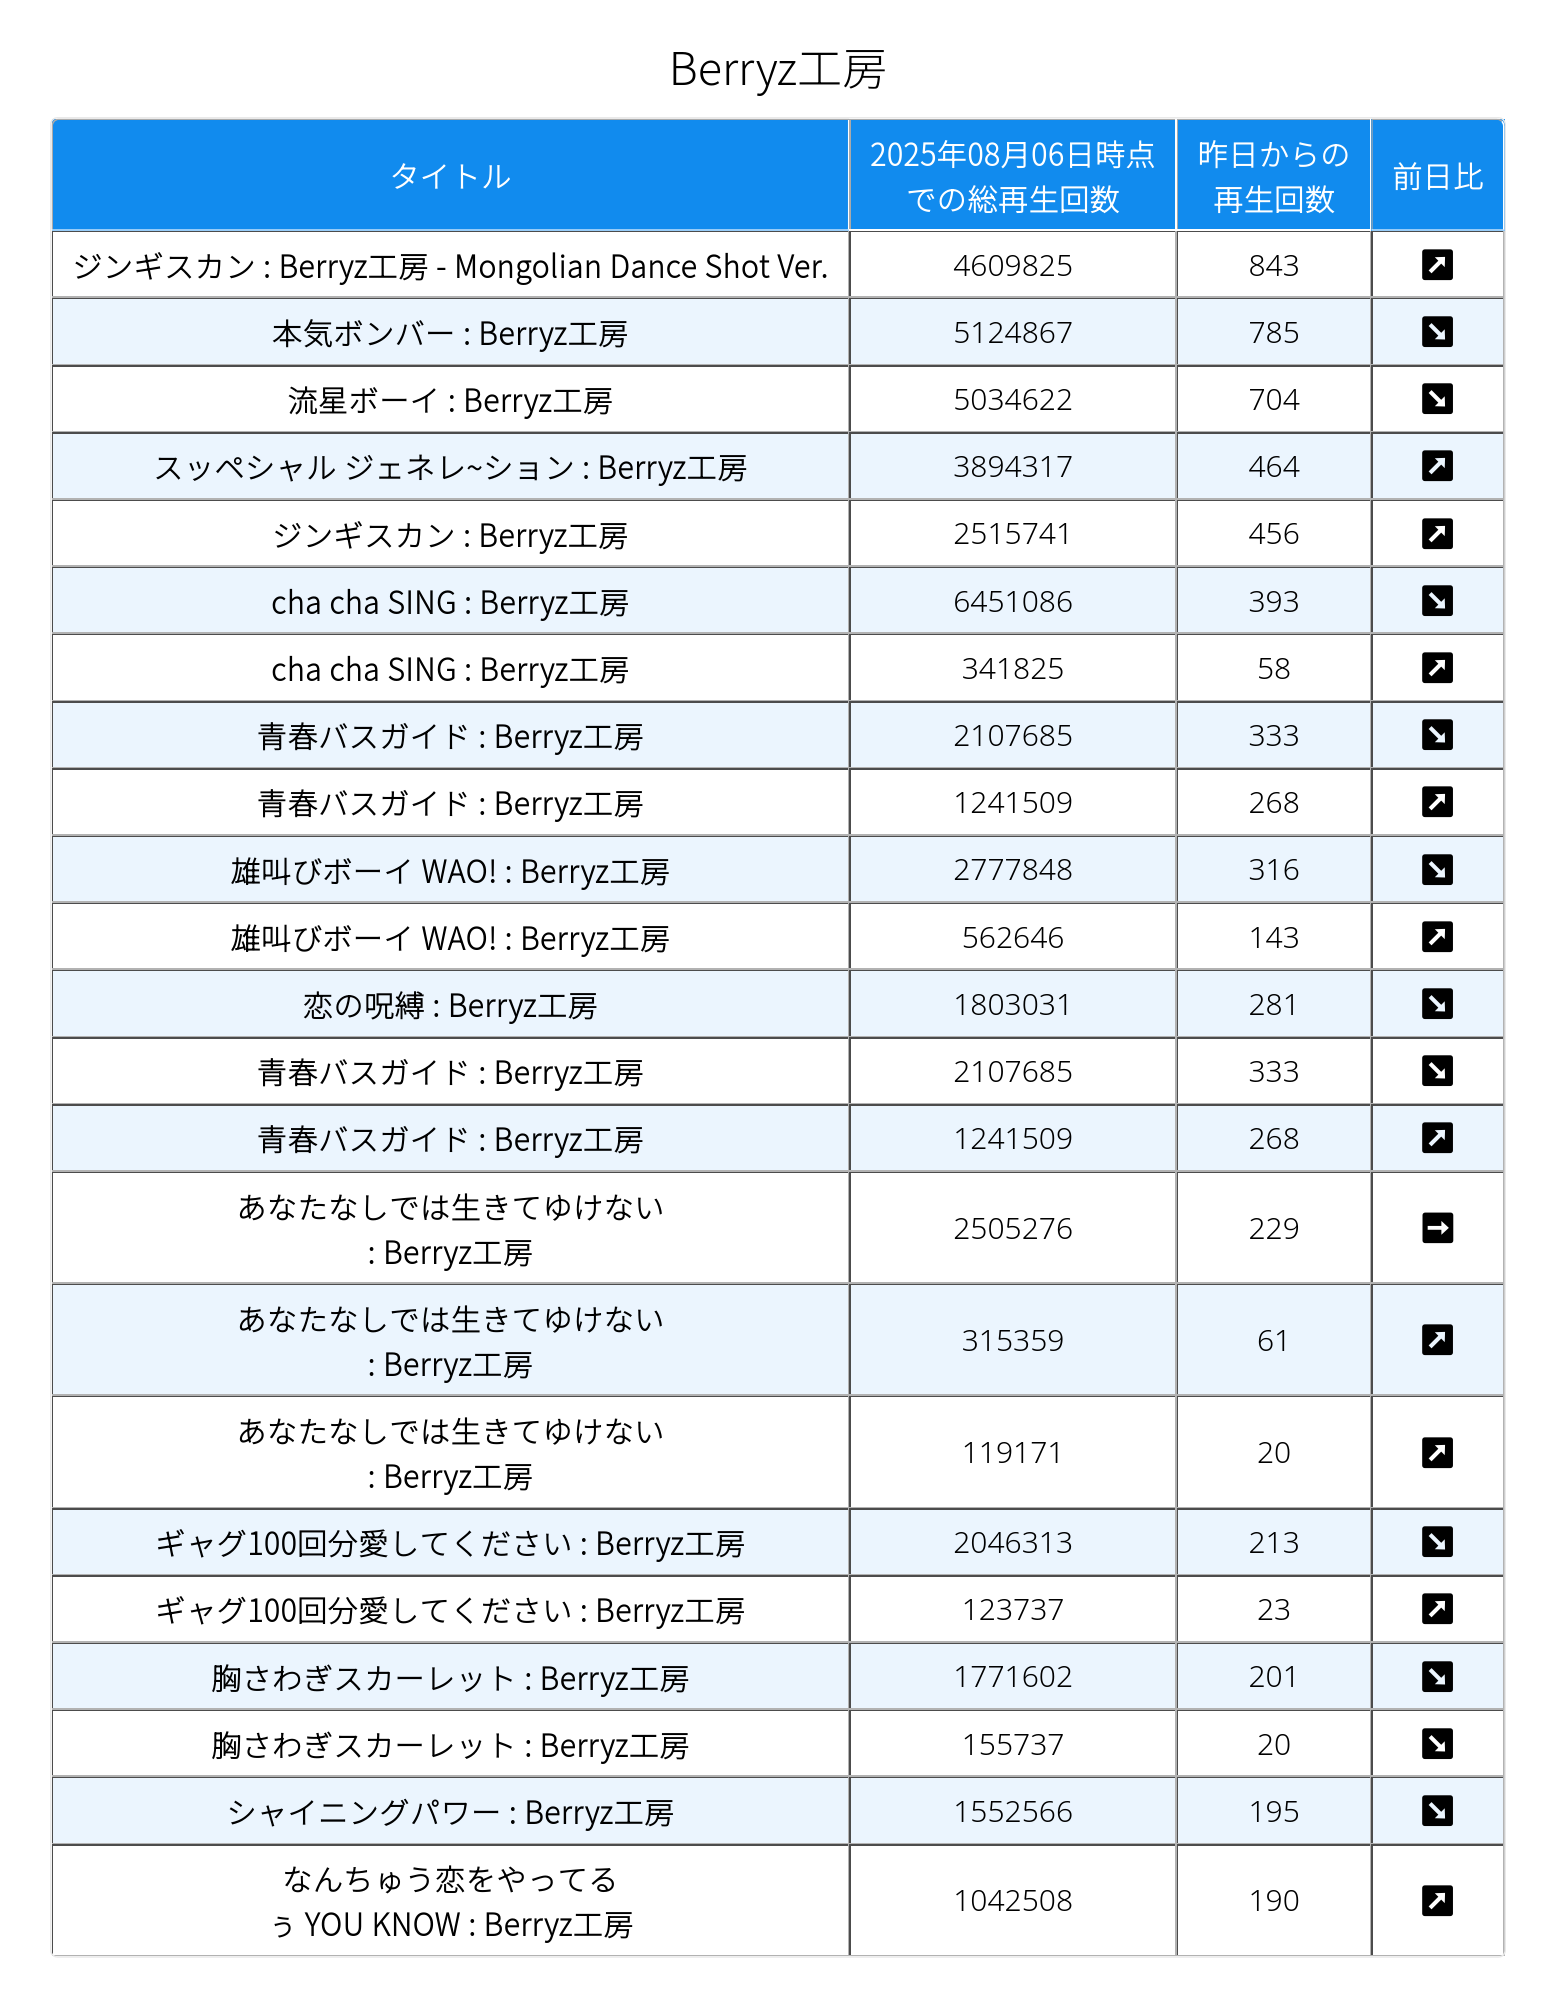 Berryz工房
タイトル
2025年08月06日時点
での総再生回数
昨日からの
再生回数
前日比
ジンギスカン : Berryz工房 - Mongolian Dance Shot Ver. 4609825 843
本気ボンバー : Berryz工房 5124867 785
流星ボーイ : Berryz工房 5034622 704
スッペシャル ジェネレ~ション : Berryz工房 3894317 464
ジンギスカン : Berryz工房 2515741 456
cha cha SING : Berryz工房 6451086 393
cha cha SING : Berryz工房 341825 58
青春バスガイド : Berryz工房 2107685 333
青春バスガイド : Berryz工房 1241509 268
雄叫びボーイ WAO! : Berryz工房 2777848 316
雄叫びボーイ WAO! : Berryz工房 562646 143
恋の呪縛 : Berryz工房 1803031 281
青春バスガイド : Berryz工房 2107685 333
青春バスガイド : Berryz工房 1241509 268
あなたなしでは生きてゆけない
: Berryz工房 2505276 229
あなたなしでは生きてゆけない
: Berryz工房 315359 61
あなたなしでは生きてゆけない
: Berryz工房 119171 20
ギャグ100回分愛してください : Berryz工房 2046313 213
ギャグ100回分愛してください : Berryz工房 123737 23
胸さわぎスカーレット : Berryz工房 1771602 201
胸さわぎスカーレット : Berryz工房 155737 20
シャイニングパワー : Berryz工房 1552566 195
なんちゅう恋をやってる
ぅ YOU KNOW : Berryz工房 1042508 190